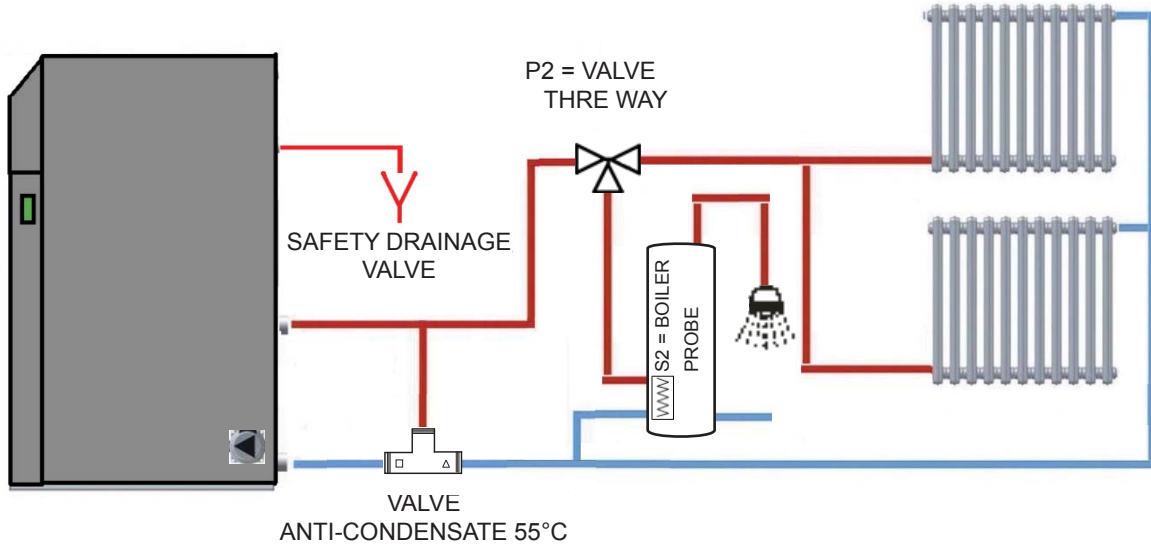 P2 = VALVE
THRE WAY
SAFETY DRAINAGE
VALVE
S2 = BOILER
PROBE
VALVE
ANTI-CONDENSATE 55°C